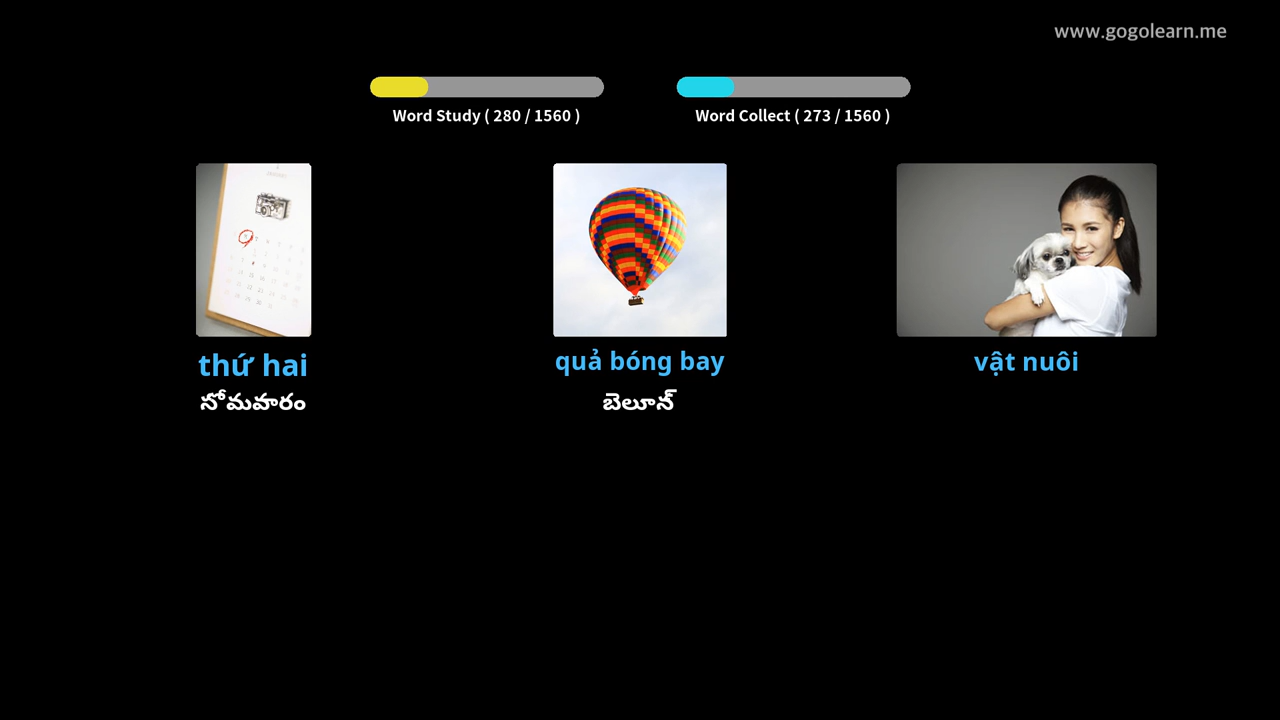 www.gogolearn.me
Word Study ( 280 / 1560 )
Word Collect ( 273 / 1560 )
thứ hai
సోమవారం
quả bóng bay
బెలూన్
vật nuôi